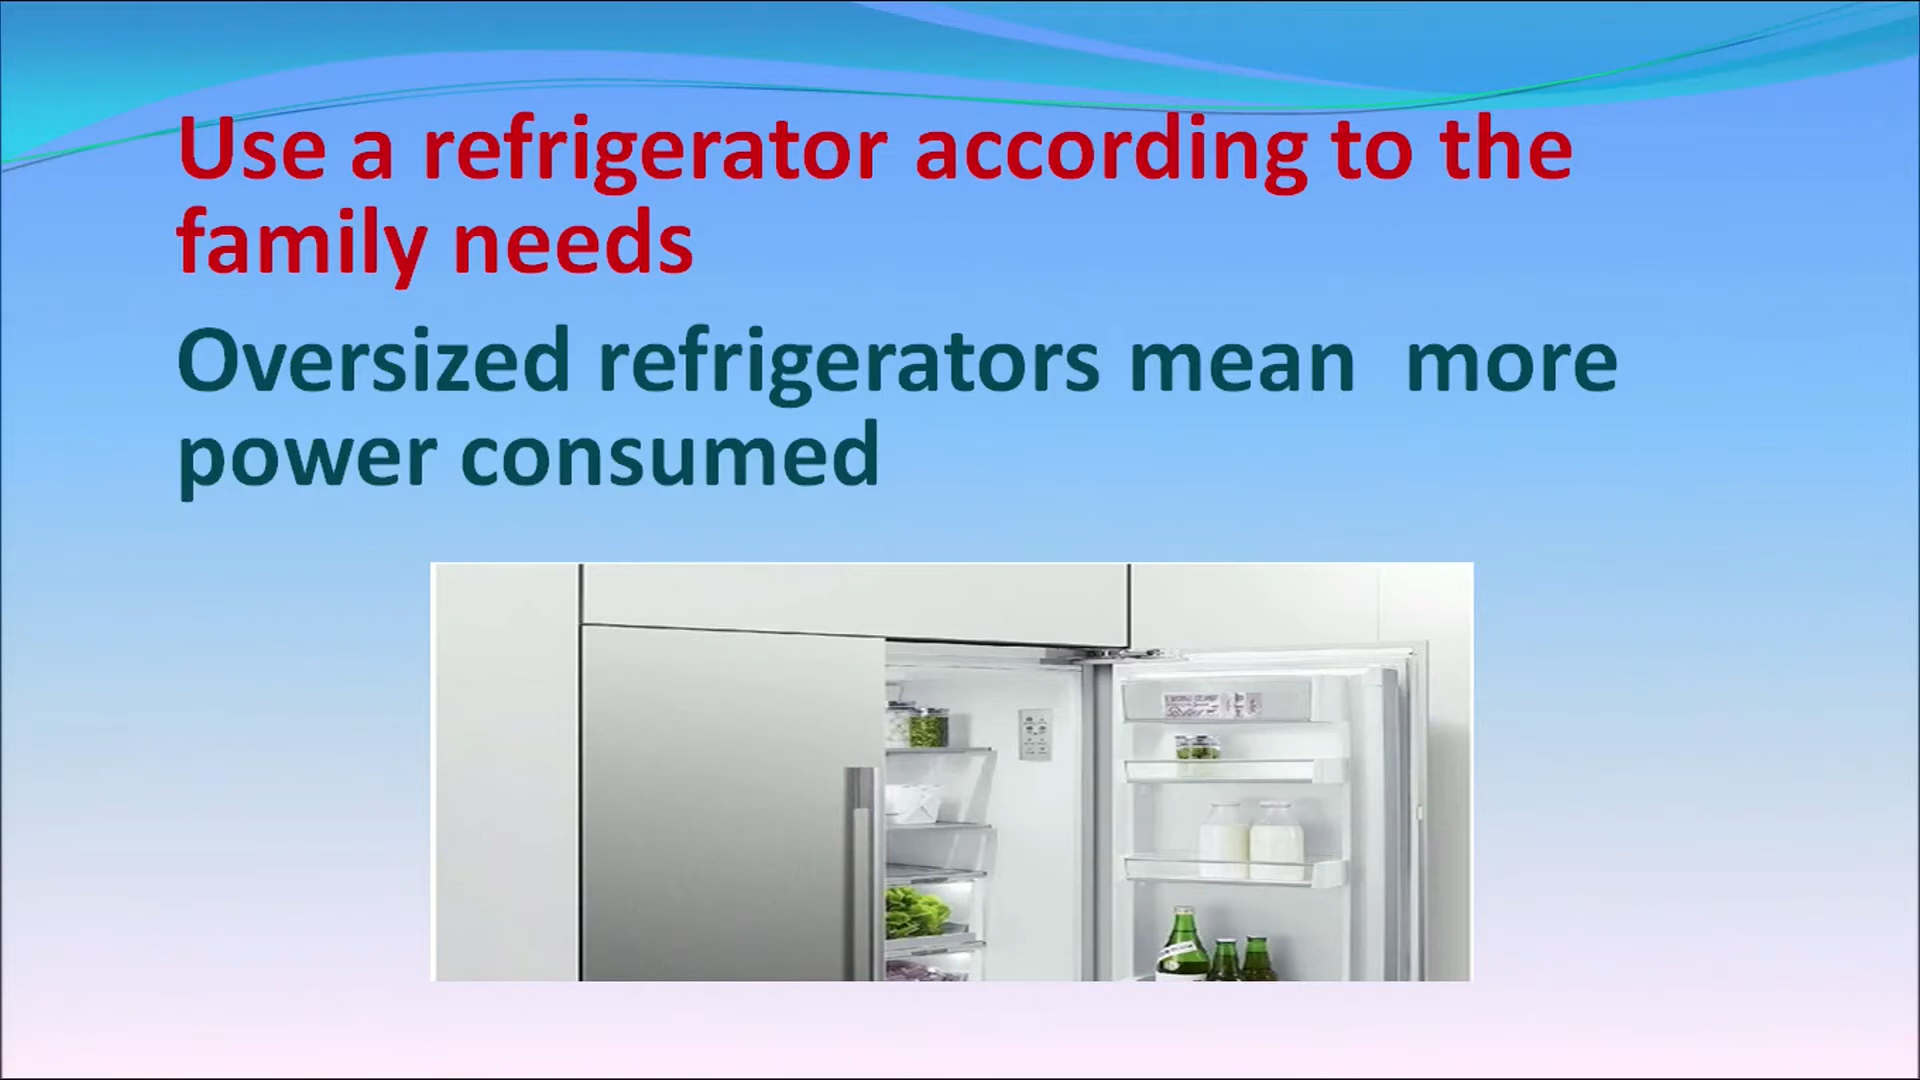 Use a refrigerator according to the
family needs
Oversized refrigerators mean  more
power consumed